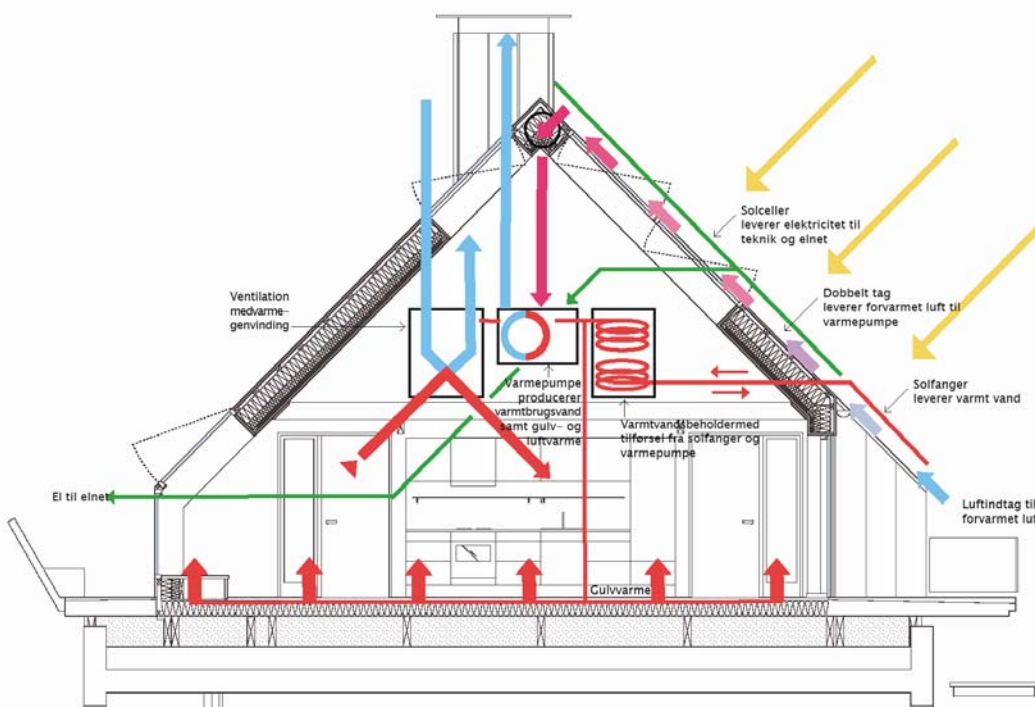 Solceller
leverer elektricitet til
teknik og elnet
Ventilation
medvarme-
genvinding
Dobbelt tag
leverer forvarmet luft til
varmepumpe
Solfanger
leverer varmt vand
Varmepumpe
producerer
varmtbrugsvand
samt gulv- og
luftvarme
Varmtvandsbeholdermed
tilførsel fra solfanger og
varmepumpe
El til elnet
Luftindtag til
forvarmet luf
Gulvvarme